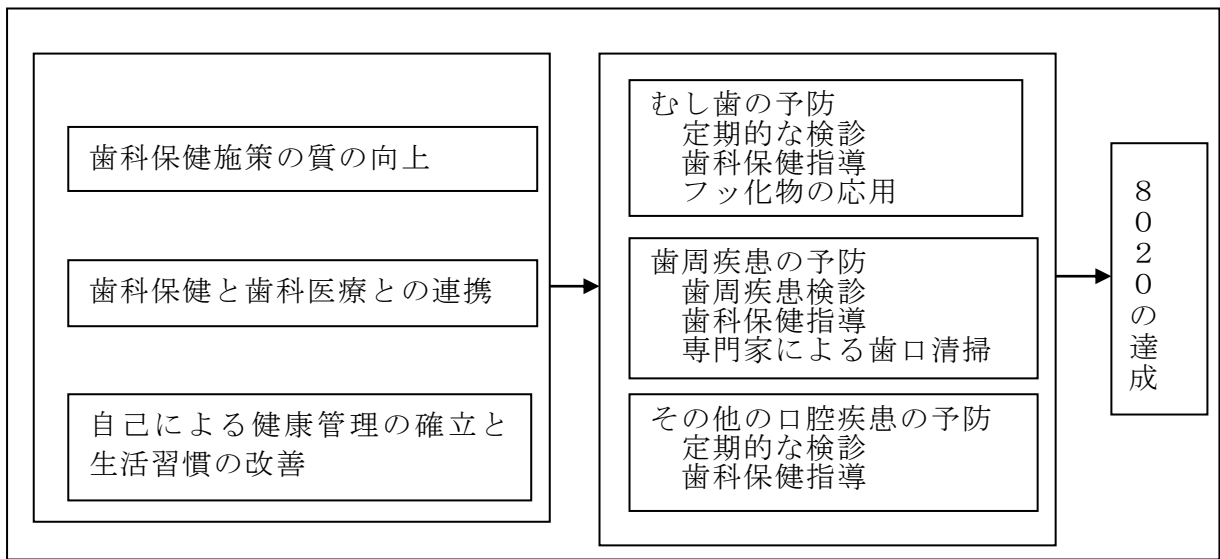 歯科保健施策の質の向上
歯科保健と歯科医療との連携
自己による健康管理の確立と
生活習慣の改善
むし歯の予防
定期的な検診
歯科保健指導
フッ化物の応用
歯周疾患の予防
歯周疾患検診
歯科保健指導
専門家による歯口清掃
その他の口腔疾患の予防
定期的な検診
歯科保健指導
8020の達成